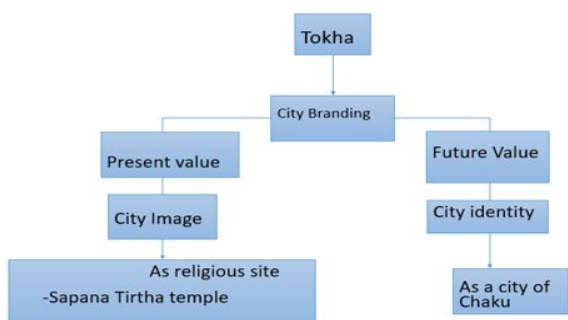 Tokha
City Branding
Present value
City Image
As religious site
-Sapana Tirtha temple
Future Value
City identity
As a city of
Chaku